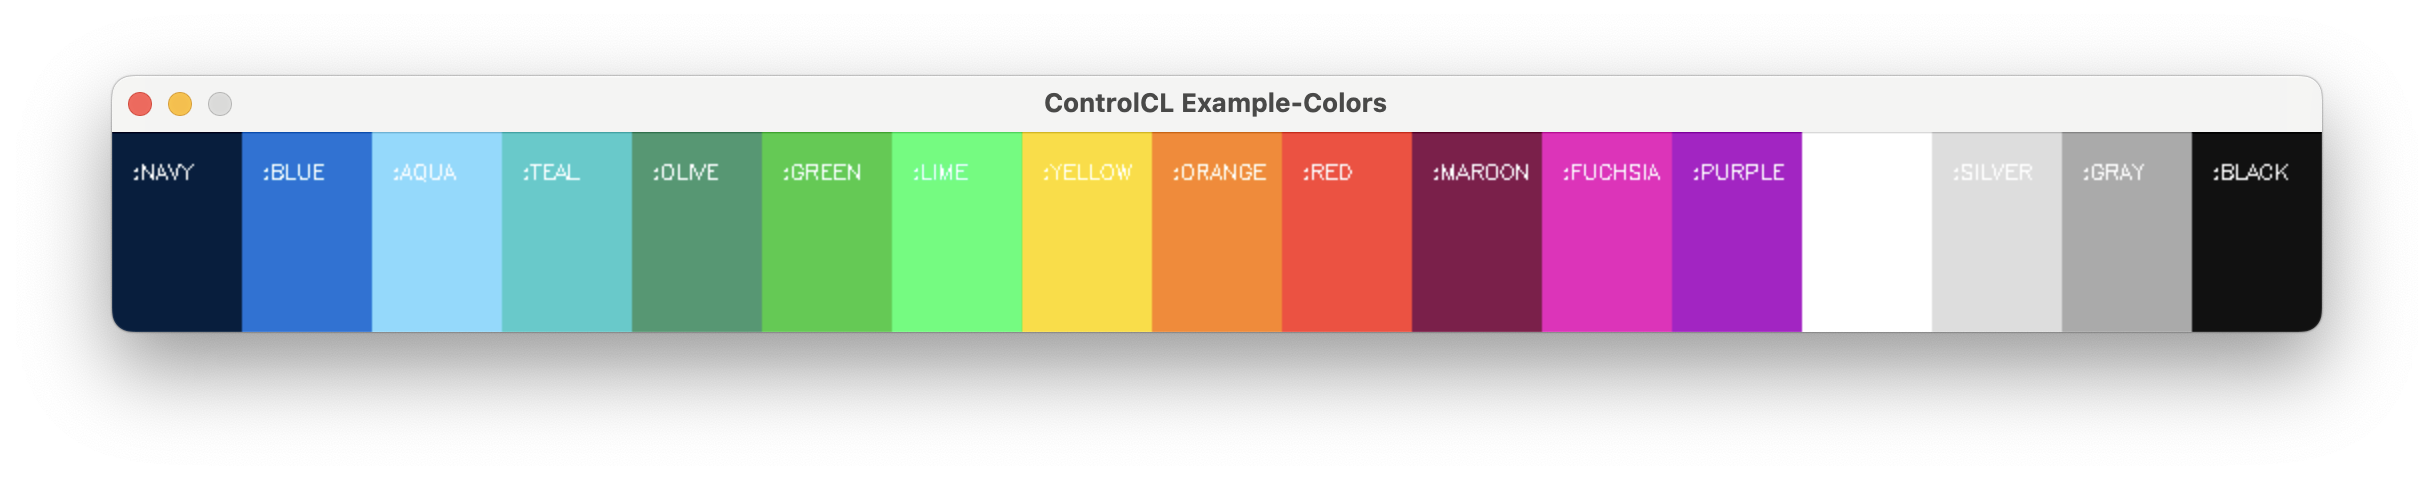 ControlCL Example-Colors
:NAVY :BLUE :AQUA :TEAL :OLIVE :GREEN :LIME :YELLOW :ORANGE :RED :MAROON :FUCHSIA :PURPLE :SILVER :GRAY :BLACK